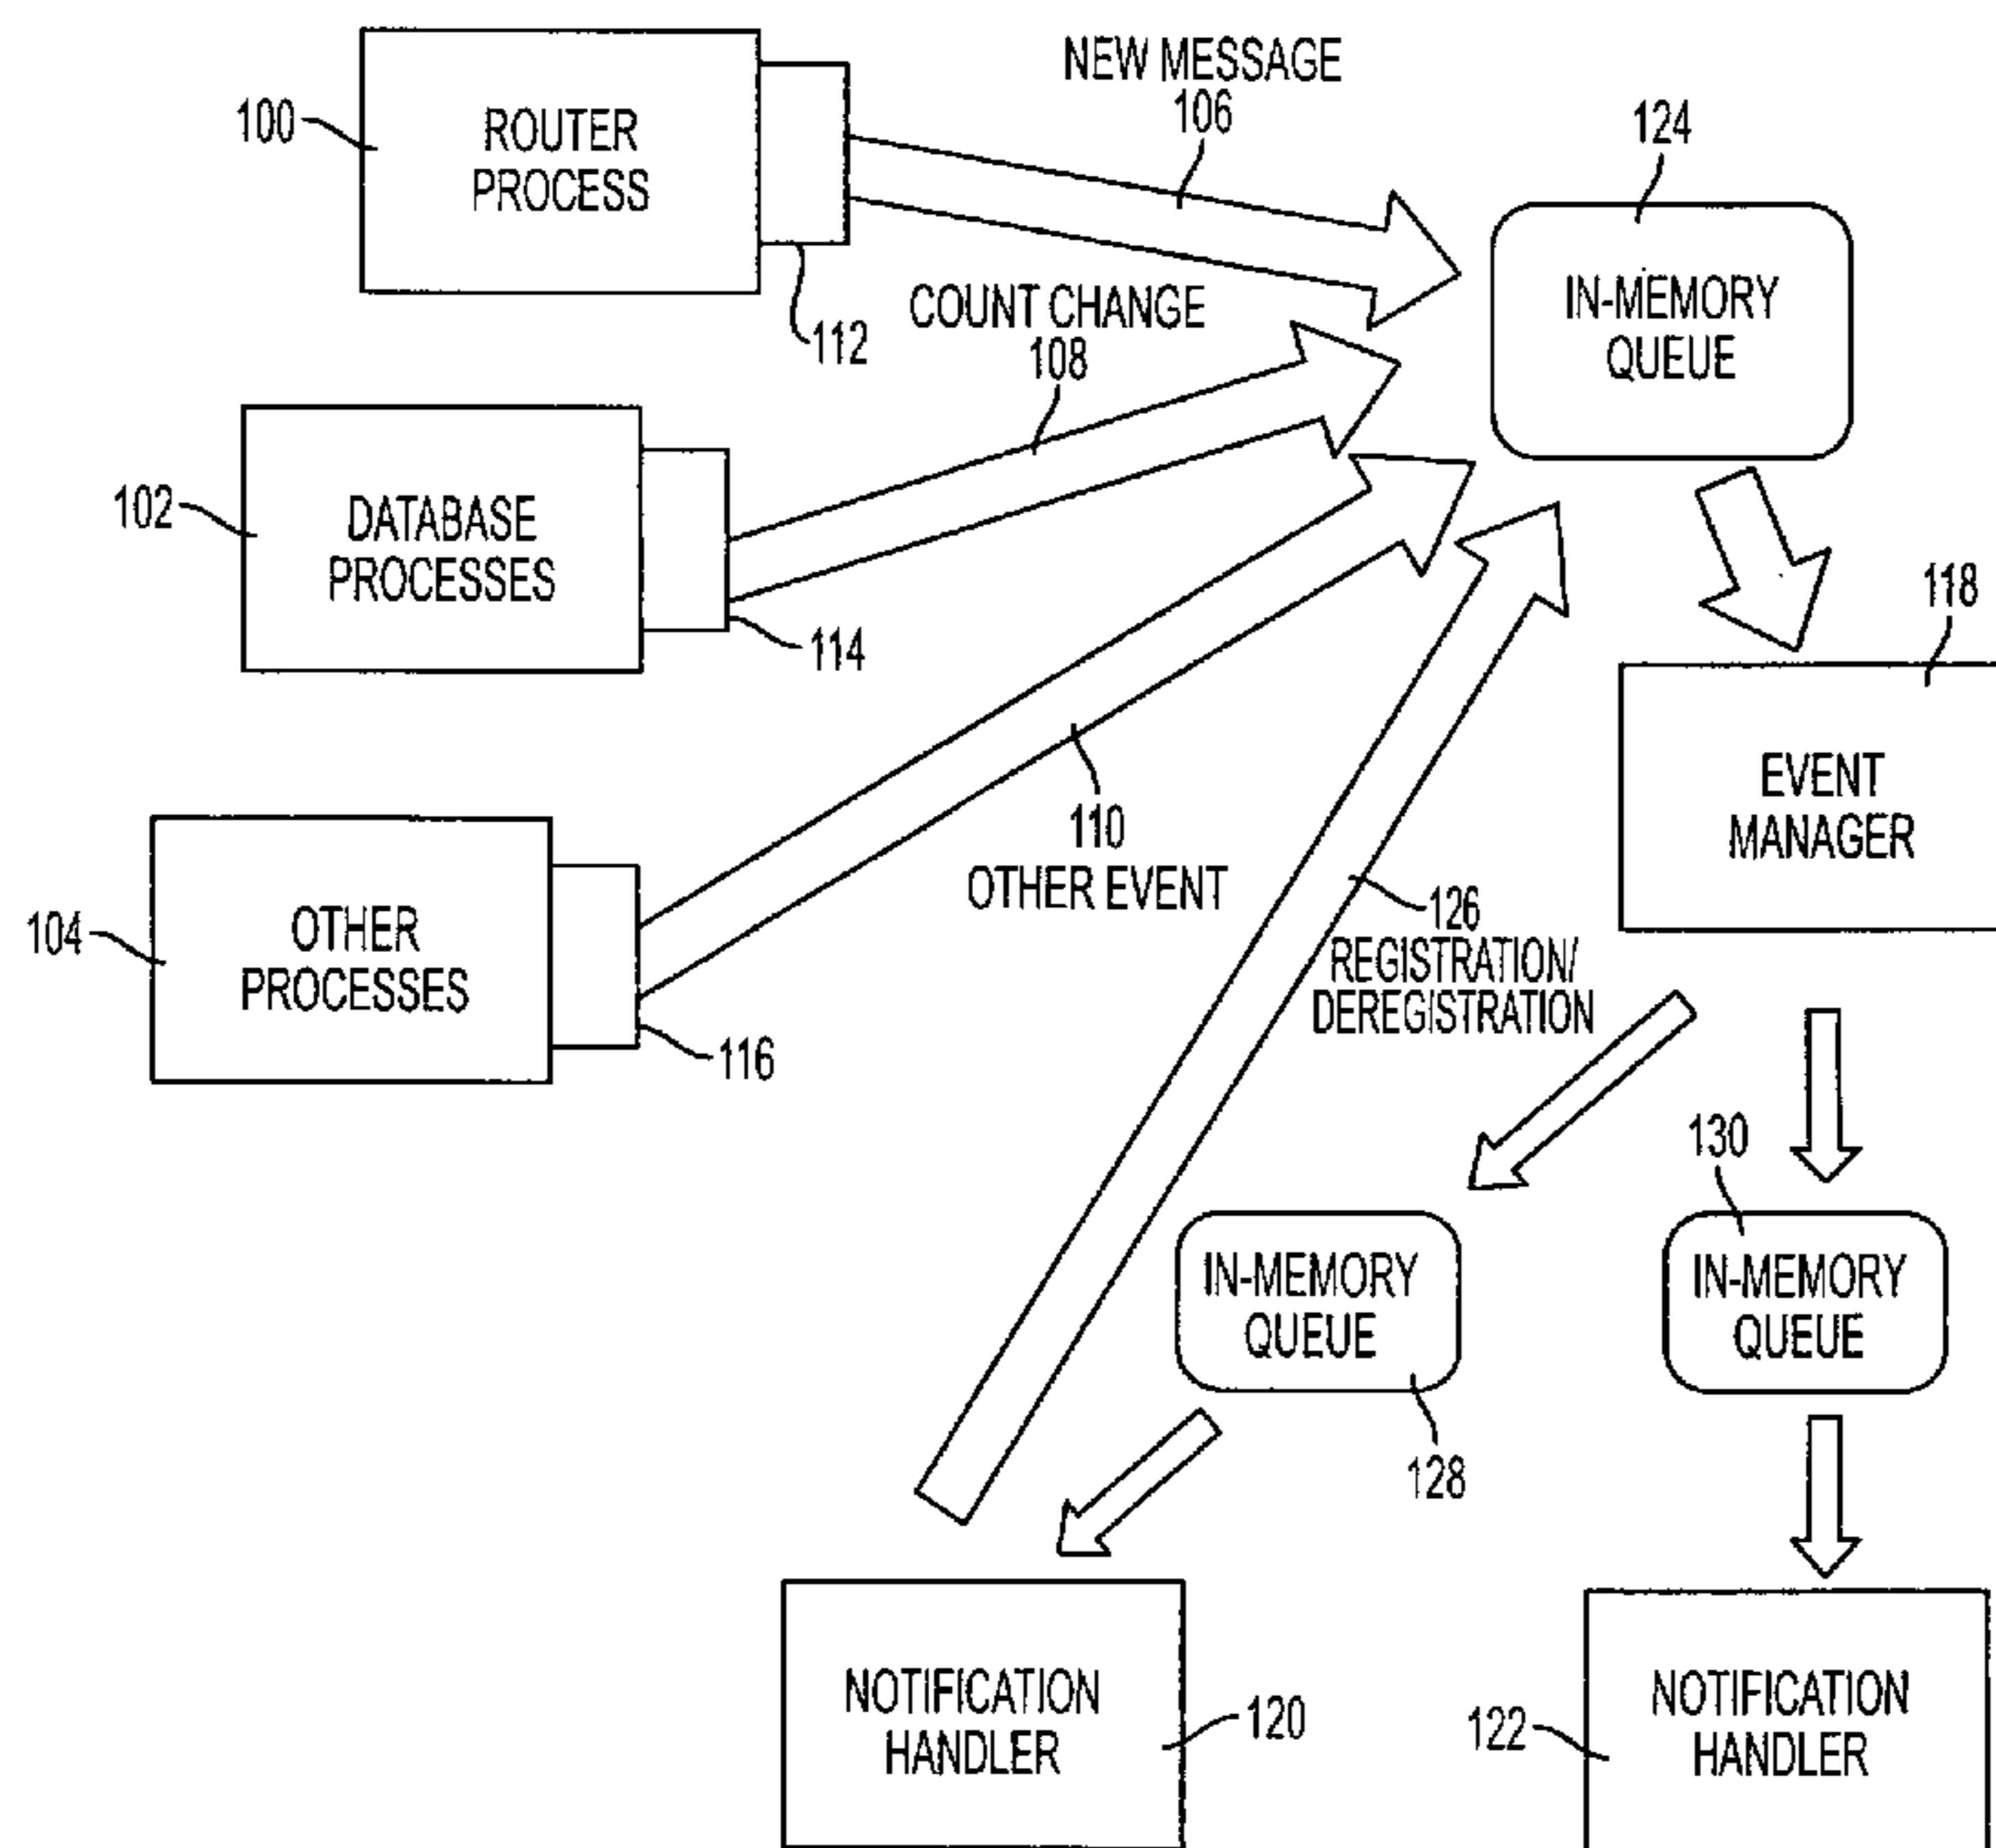 NEW MESSAGE
106
100
ROUTER
PROCESS
112
124
IN-MEMORY
QUEUE
COUNT CHANGE
108
102
DATABASE
PROCESSES
114
118
EVENT
MANAGER
110
OTHER EVENT
104
OTHER
PROCESSES
116
126
REGISTRATION/
DEREGISTRATION
130
IN-MEMORY
QUEUE
128
IN-MEMORY
QUEUE
NOTIFICATION
HANDLER
120
122
NOTIFICATION
HANDLER